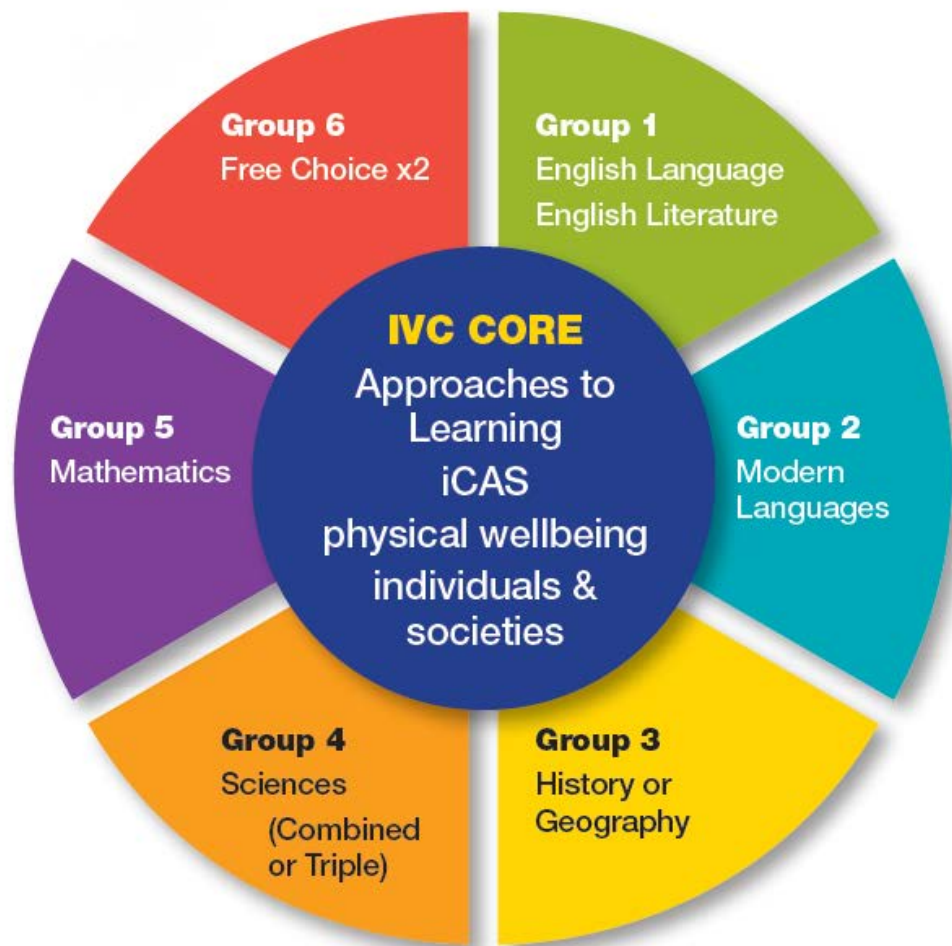 Group 6
Free Choice x2
Group 1
English Language
English Literature
IVC CORE
Approaches to
Learning
iCAS
physical wellbeing
individuals &
societies
Group 5
Mathematics
Group 2
Modern
Languages
Group 4
Sciences
(Combined
or Triple)
Group 3
History or
Geography